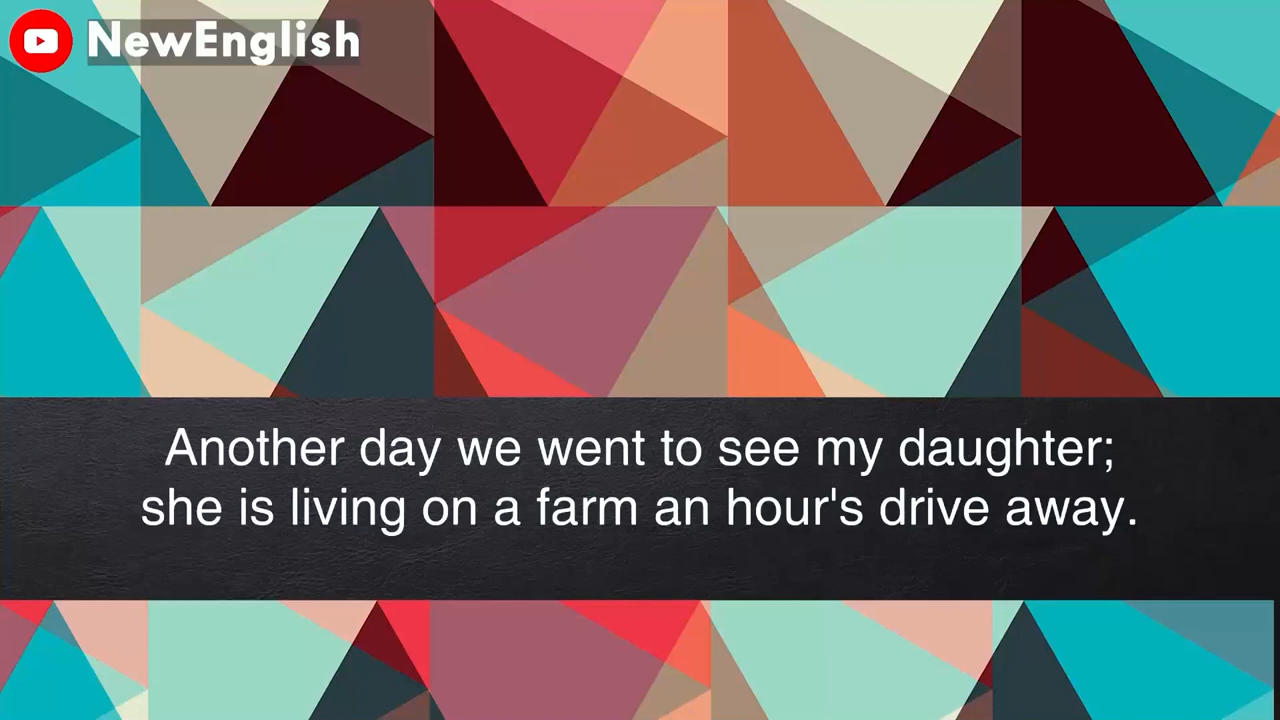 NewEnglish
Another day we went to see my daughter;
she is living on a farm an hour's drive away.